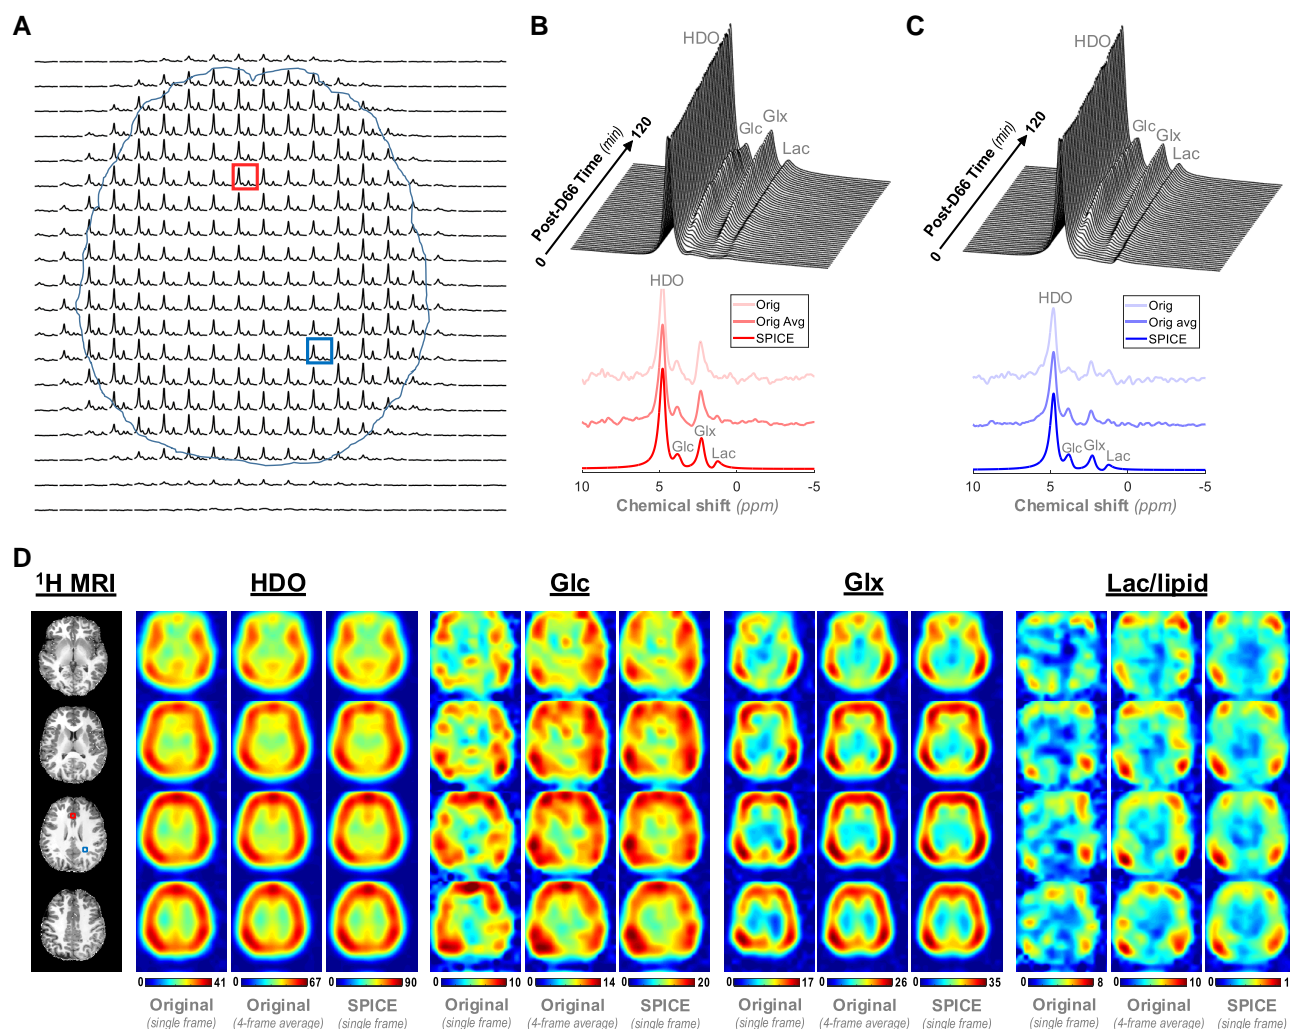 A
B
C
HDO
Glx
Glc
Lac
Post-D66 Time (min)
0
120
HDO
Glc
Glx
Lac
Post-D66 Time (min)
0
120
HDO
Orig
Orig Avg
SPICE
Glc
Glx
Lac
10
5
0
-5
Chemical shift (ppm)
HDO
Orig
Orig avg
SPICE
Glc
Glx
Lac
10
5
0
-5
Chemical shift (ppm)
D
1H MRI
HDO
Glc
Glx
Lac/lipid
0 41 0 67 0 90 0 10 0 14 0 20 0 17 0 26 0 35 0 8 0 10 0
Original Original SPICE Original Original SPICE Original Original SPICE Original Original SPICE
(single frame) (4-frame average) (single frame) (single frame) (4-frame average) (single frame) (single frame) (4-frame average) (single frame) (single frame) (4-frame average) (single frame)